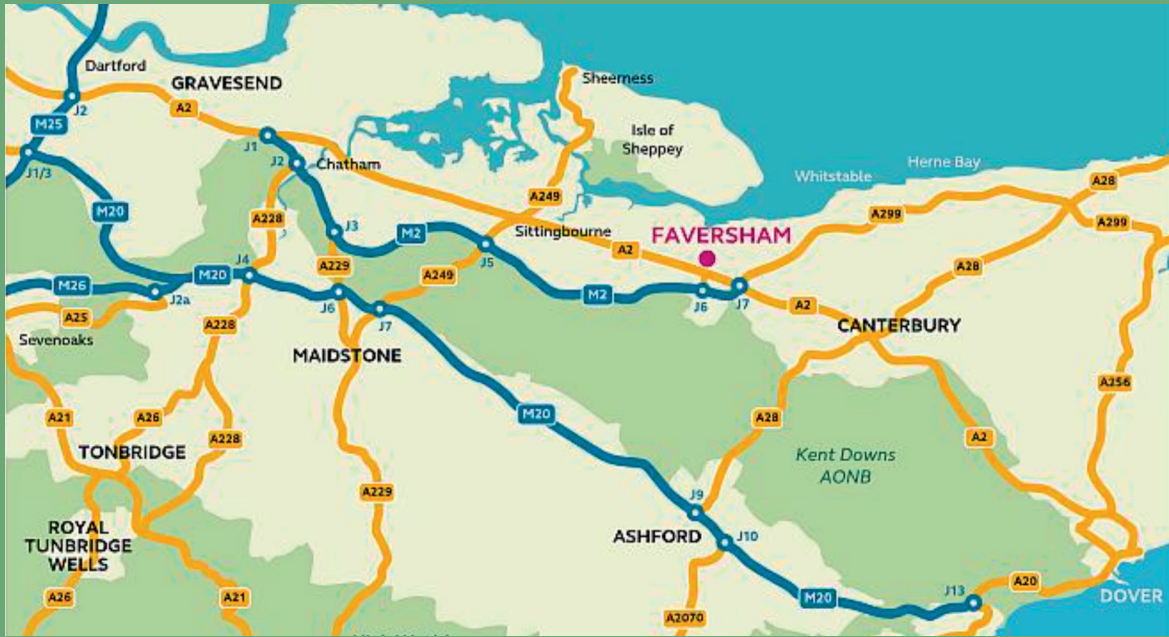 Dartford
GRAVESEND
Sheerness
J2
A2
M25
Isle of
Sheppey
J1
J2
Chatham
Herne Bay
J1/3
Whitstable
A28
A249
M20
A228
A299
A299
J3
M2
Sittingbourne
FAVERSHAM
A2
J4
A229
A249
J5
A28
M20
M26
J2a
M2
J6
J7
A2
A25
J6
J7
A228
CANTERBURY
Sevenoaks
MAIDSTONE
A256
A21
A26
M20
A28
A228
A2
TONBRIDGE
Kent Downs
AONB
A229
J9
ROYAL
TUNBRIDGE
WELLS
ASHFORD
J10
A20
J13
DOVER
A26
A21
M20
A2070